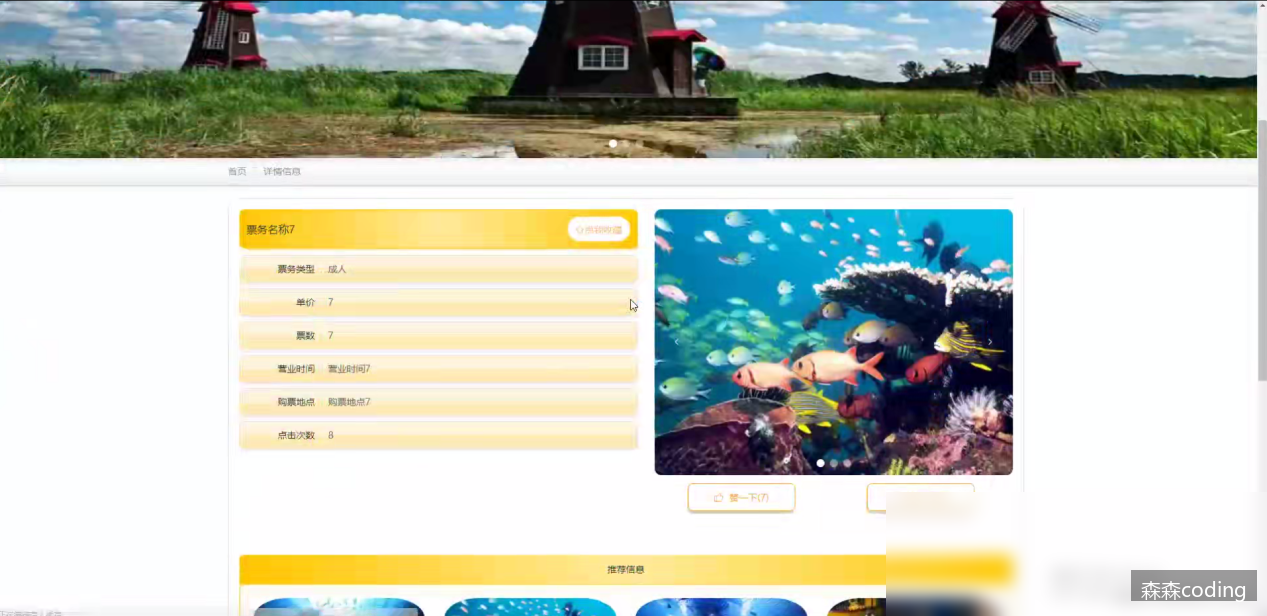 首页 详情信息
票务名称7 点我收藏
票务类型 成人
单价 7
票数 7
营业时间 营业时间7
购票地点 购票地点7
点击次数 8
赞一下(7)
推荐信息
森森coding